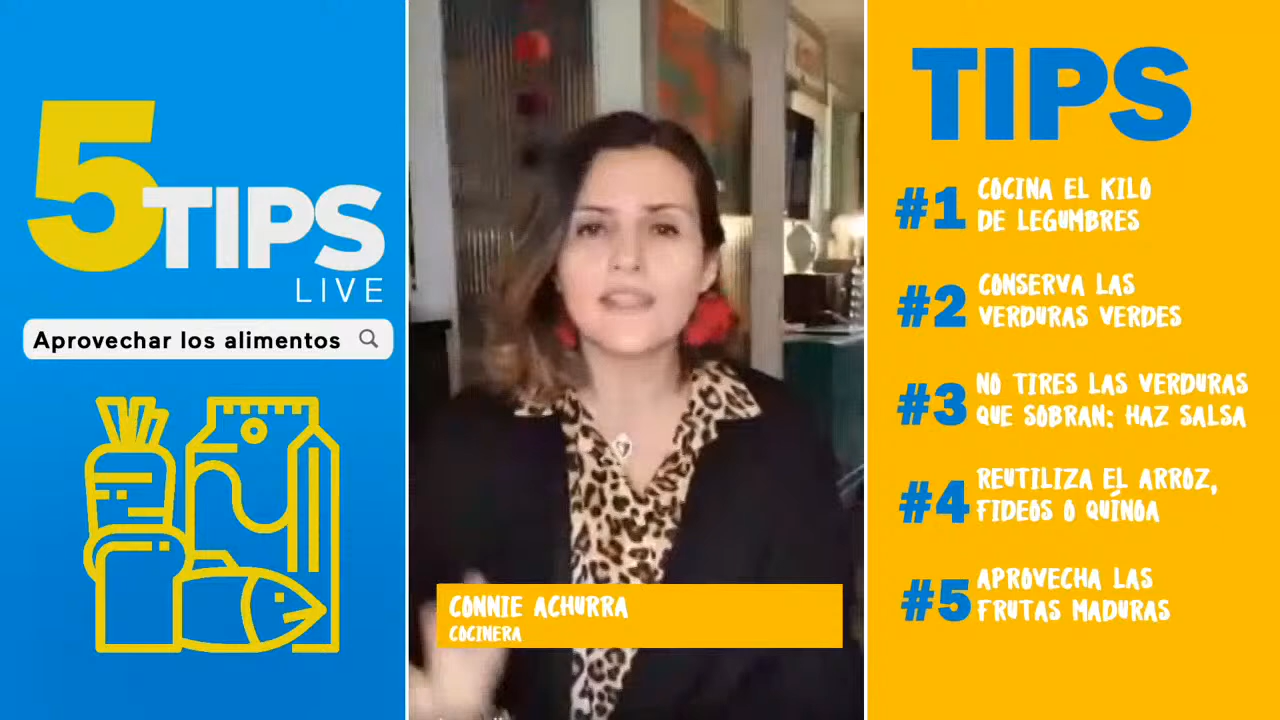 5 TIPS
LIVE
Aprovechar los alimentos
CONNIE ACHURRA
COCINERA
TIPS
#1 COCINA EL KILO
DE LEGUMBRES
#2 CONSERVA LAS
VERDURAS VERDES
#3 NO TIRES LAS VERDURAS
QUE SOBRAN: HAZ SALSA
#4 REUTILIZA EL ARROZ,
FIDEOS O QUÍNOA
#5 APROVECHA LAS
FRUTAS MADURAS